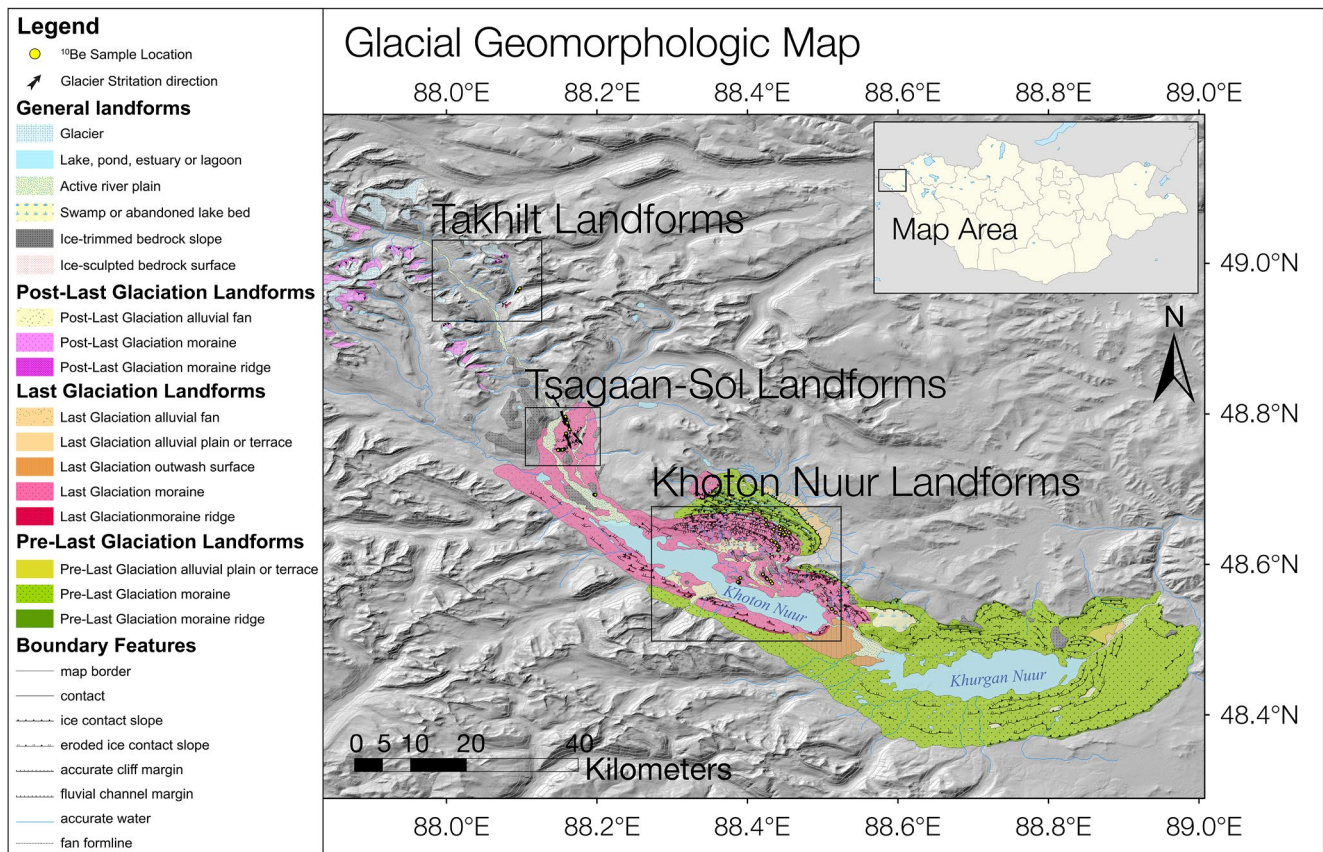 Legend
¹⁰Be Sample Location
Glacier Stritation direction
General landforms
Glacier
Lake, pond, estuary or lagoon
Active river plain
Swamp or abandoned lake bed
Ice-trimmed bedrock slope
Ice-sculpted bedrock surface
Post-Last Glaciation Landforms
Post-Last Glaciation alluvial fan
Post-Last Glaciation moraine
Post-Last Glaciation moraine ridge
Last Glaciation Landforms
Last Glaciation alluvial fan
Last Glaciation alluvial plain or terrace
Last Glaciation outwash surface
Last Glaciation moraine
Last Glaciationmoraine ridge
Pre-Last Glaciation Landforms
Pre-Last Glaciation alluvial plain or terrace
Pre-Last Glaciation moraine
Pre-Last Glaciation moraine ridge
Boundary Features
map border
contact
ice contact slope
eroded ice contact slope
accurate cliff margin
fluvial channel margin
accurate water
fan formline
Glacial Geomorphologic Map
88.0°E 88.2°E 88.4°E 88.6°E 88.8°E 89.0°E
Map Area
Takhilt Landforms
49.0°N
N
Tsagaan-Sol Landforms
48.8°N
Khoton Nuur Landforms
48.6°N
Khoton Nuur
Khurgan Nuur
48.4°N
0 5 10 20 40
Kilometers
88.0°E 88.2°E 88.4°E 88.6°E 88.8°E 89.0°E